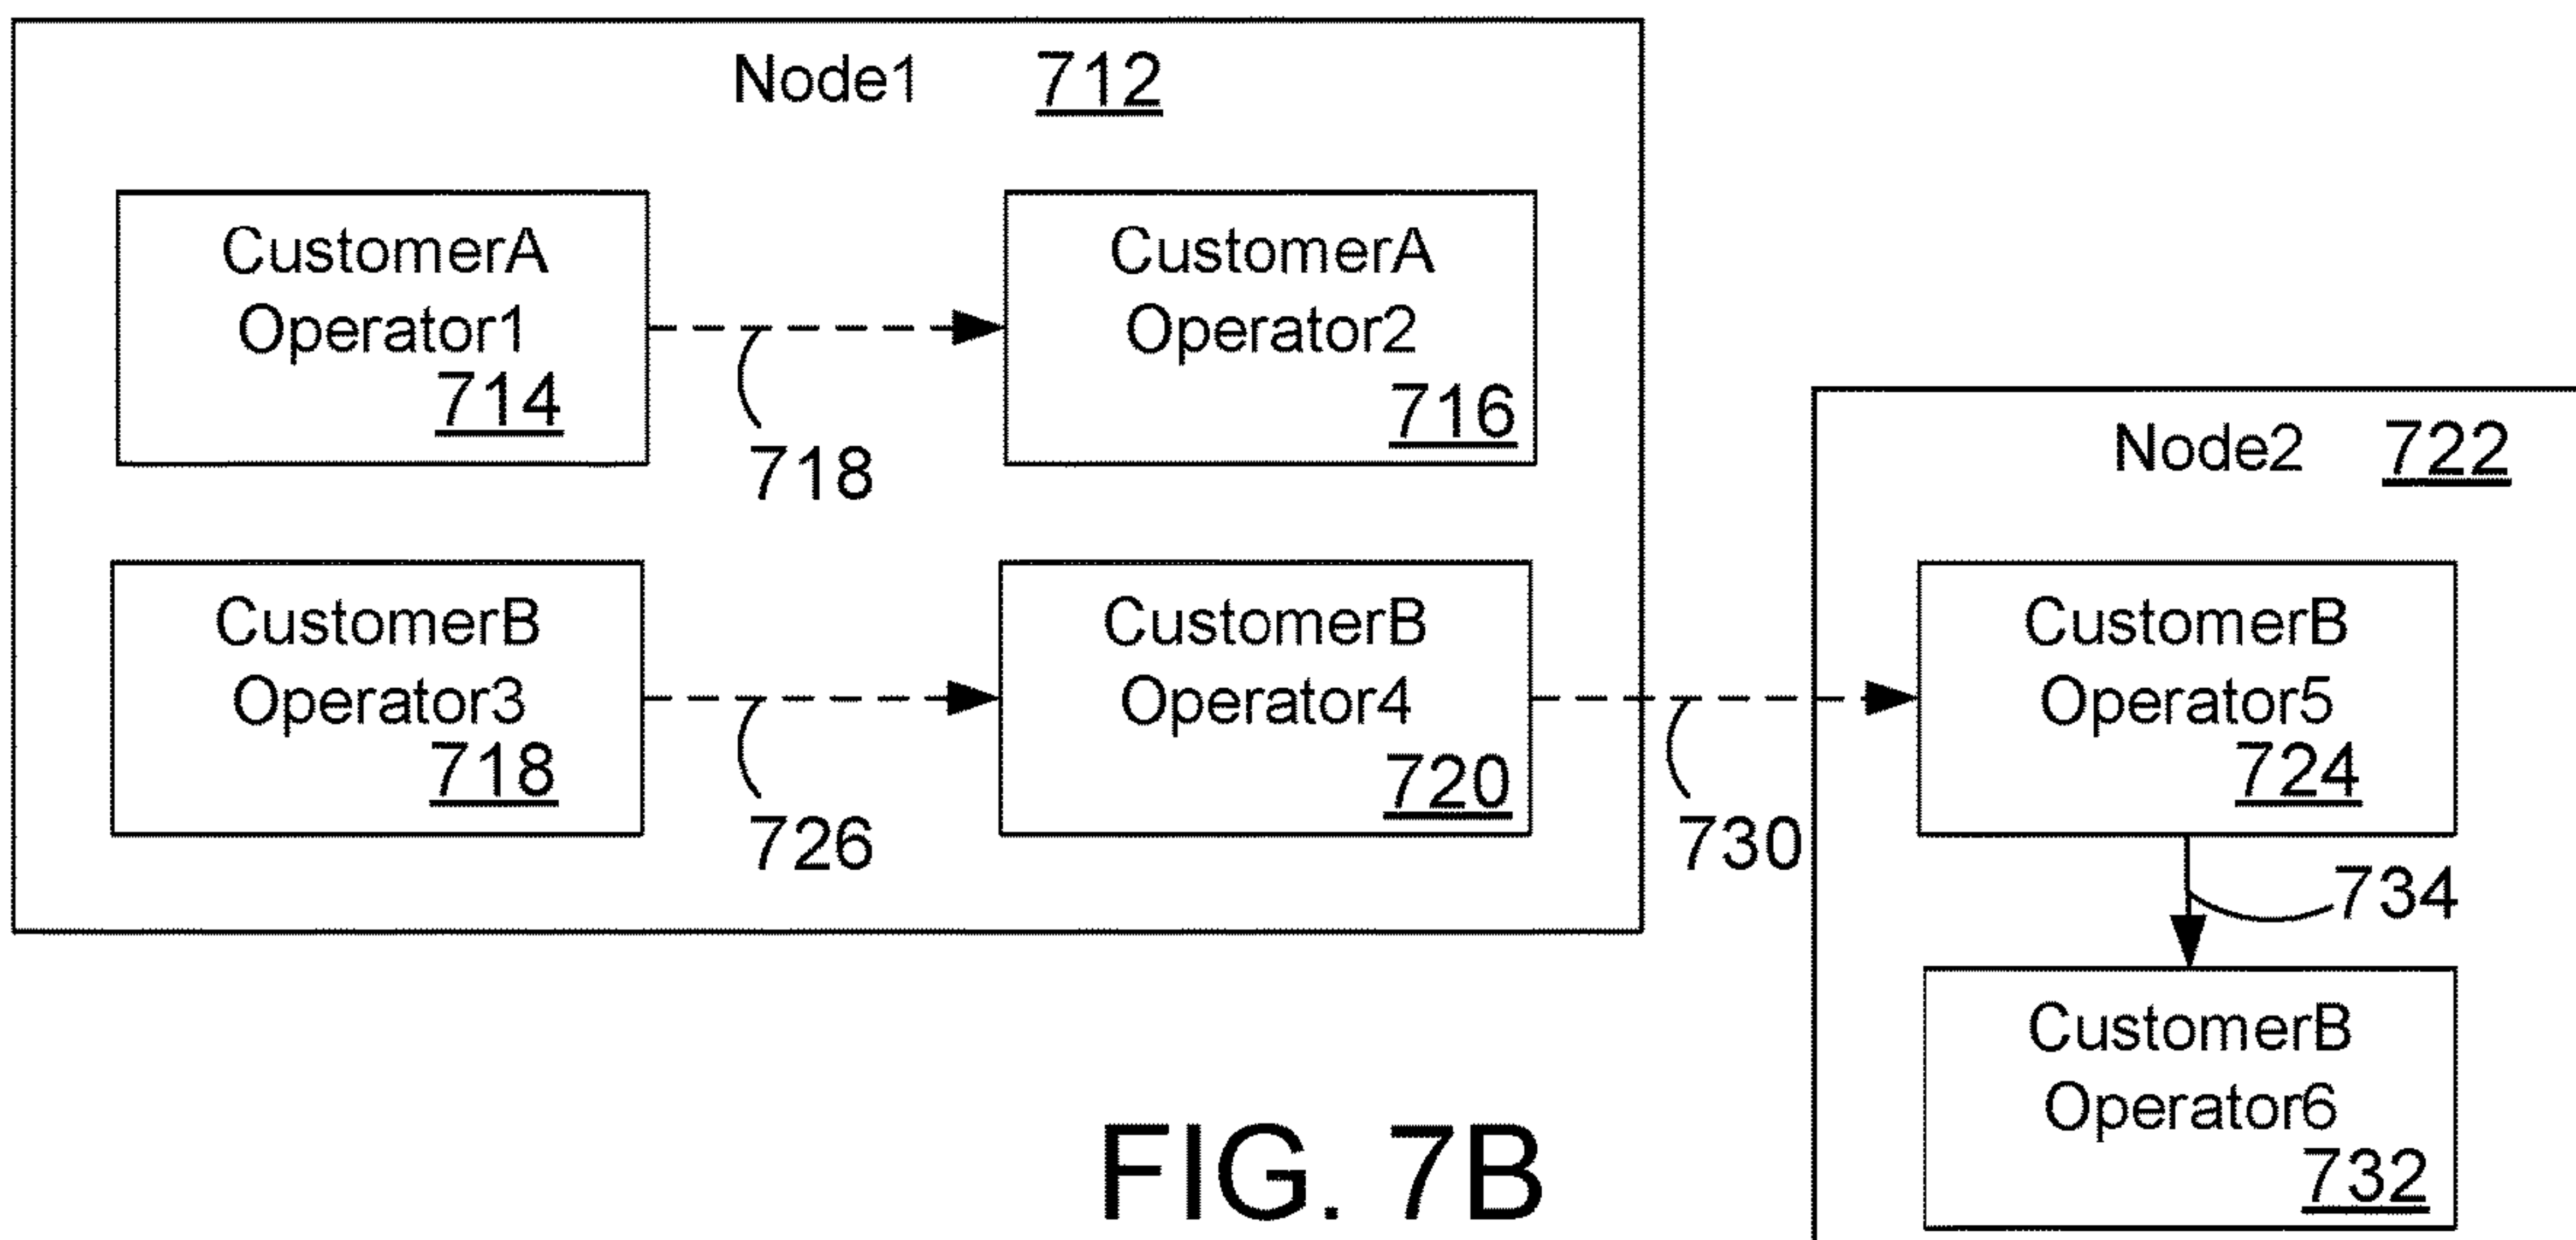 Node1 712
CustomerA
Operator1
714
718
CustomerA
Operator2
716
CustomerB
Operator3
718
726
CustomerB
Operator4
720
730
Node2 722
CustomerB
Operator5
724
734
CustomerB
Operator6
732
FIG. 7B